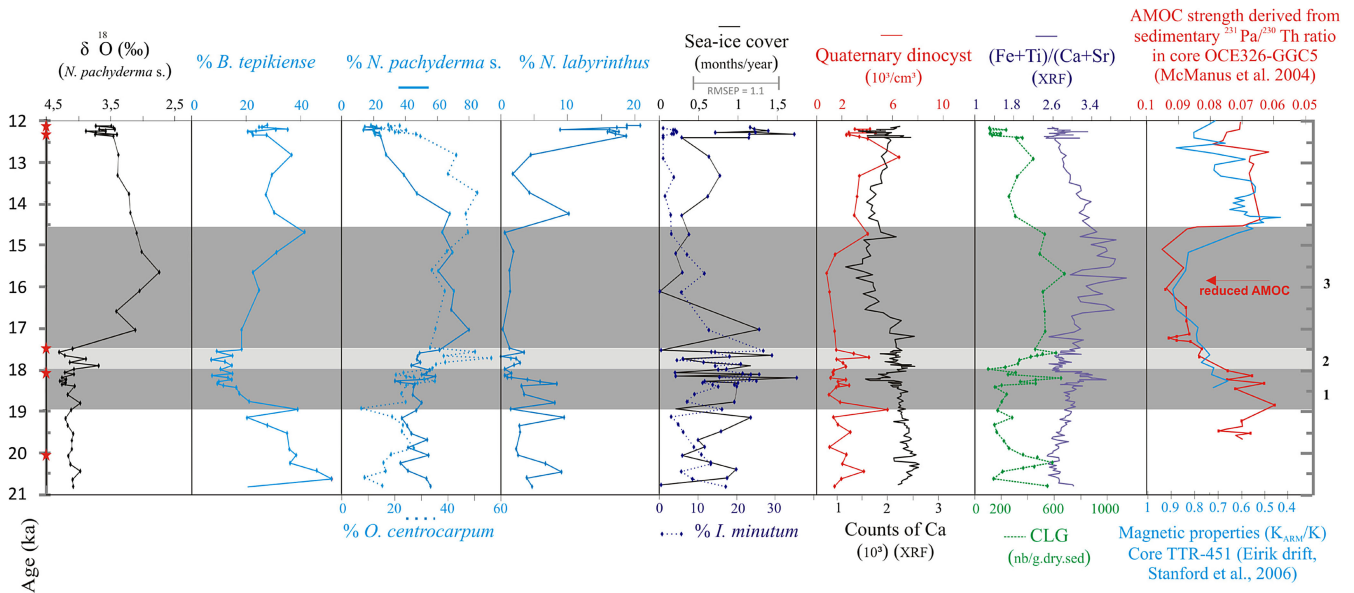 18
δ O (‰)
(N. pachyderma s.)
4,5 3,5 2,5
% B. tepikiense
0 20 40
% N. pachyderma s.
0 20 40 60 80 100
% N. labyrinthus
0 10 20
Sea-ice cover
(months/year)
RMSEP = 1.1
0 0,5 1 1,5
Quaternary dinocyst
(10³/cm³)
0 2 6 10
(Fe+Ti)/(Ca+Sr)
(XRF)
1 1.8 2.6 3.4
AMOC strength derived from
sedimentary ²³¹Pa/²³⁰ Th ratio
in core OCE326-GGC5
(McManus et al. 2004)
0.1 0.09 0.08 0.07 0.06 0.05
12
13
14
15
16
17
18
19
20
21
Age (ka)
reduced AMOC
3
2
1
0 20 40 60
% O. centrocarpum
0 10 20 30
% I. minutum
1 2 3
Counts of Ca
(10³) (XRF)
0 200 600 1000
CLG
(nb/g.dry.sed)
1 0.9 0.8 0.7 0.6 0.5 0.4
Magnetic properties (KARM/K)
Core TTR-451 (Eirik drift,
Stanford et al., 2006)